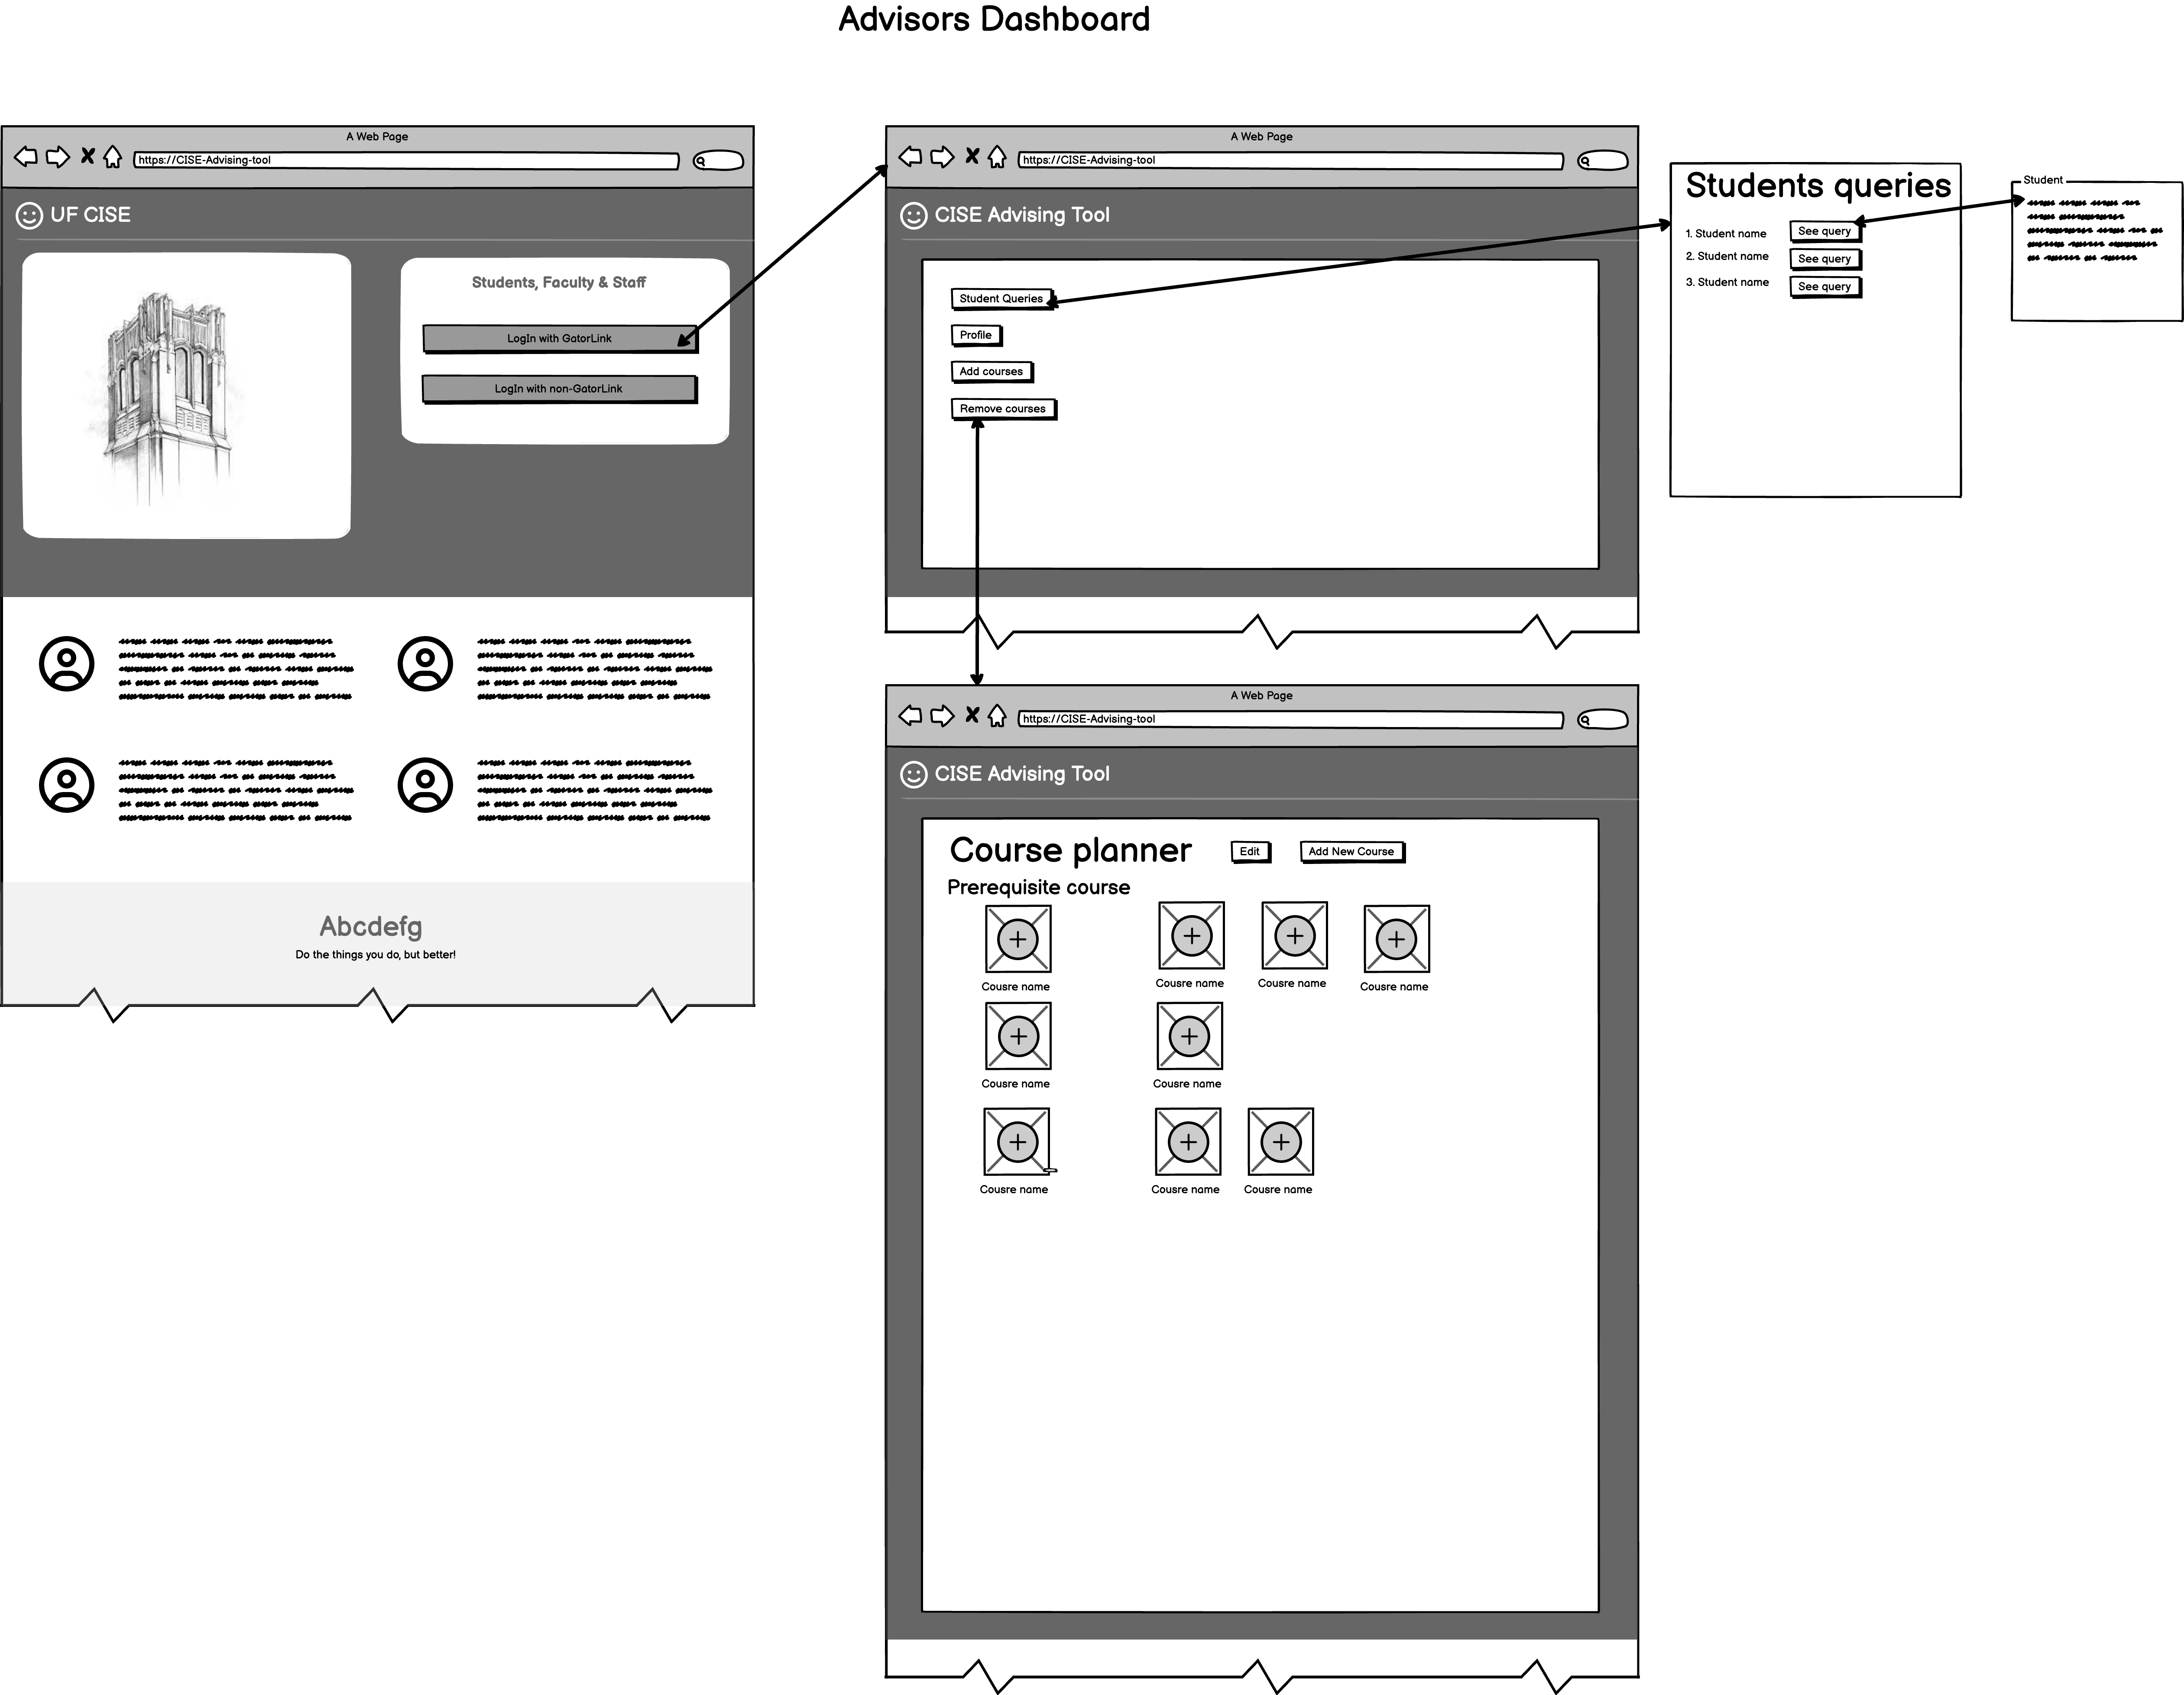 Advisors Dashboard
A Web Page
https://CISE-Advising-tool
UF CISE
Students, Faculty & Staff
LogIn with GatorLink
LogIn with non-GatorLink
Abcdefg
Do the things you do, but better!
A Web Page
https://CISE-Advising-tool
CISE Advising Tool
Student Queries
Profile
Add courses
Remove courses
Students queries
1. Student name See query
2. Student name See query
3. Student name See query
Student
A Web Page
https://CISE-Advising-tool
CISE Advising Tool
Course planner Edit Add New Course
Prerequisite course
Cousre name Cousre name Cousre name Cousre name
Cousre name Cousre name
Cousre name Cousre name Cousre name